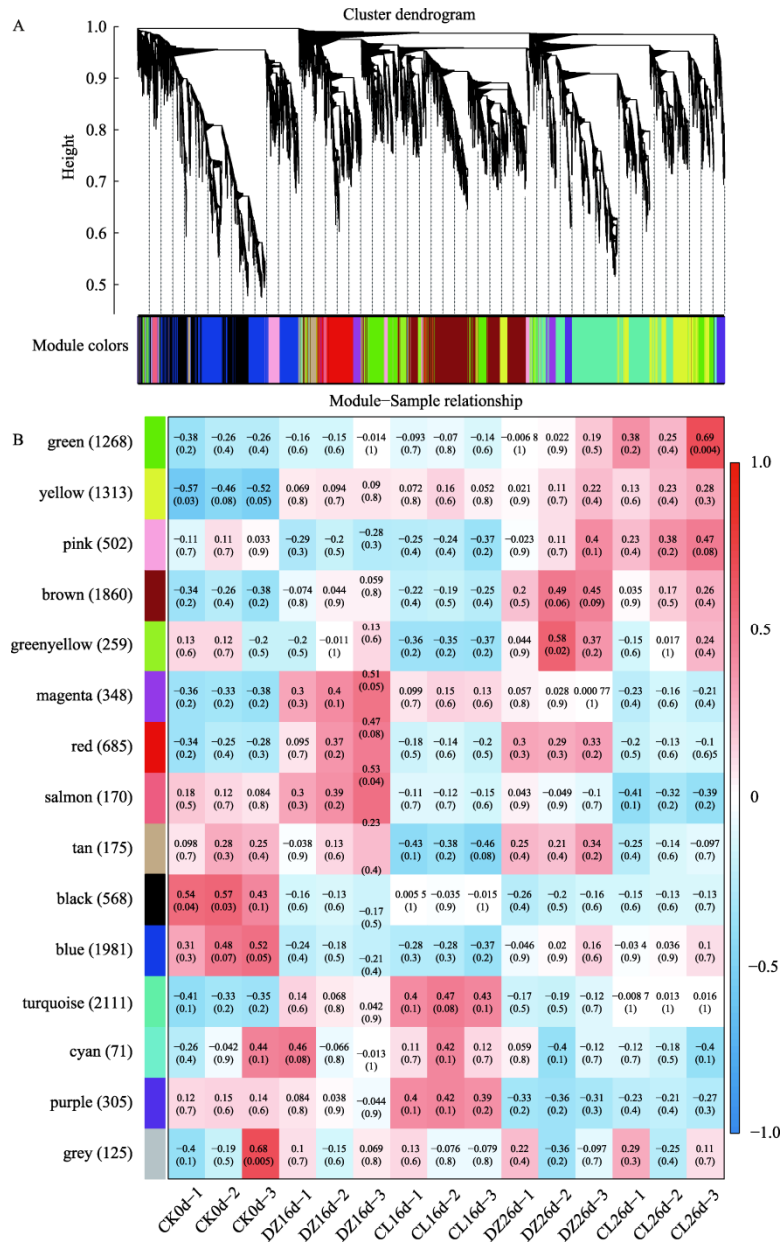 A
Cluster dendrogram
1.0
0.9
0.8
0.7
0.6
0.5
Height
Module colors
Module−Sample relationship
B
green (1268) −0.38 −0.26 −0.26 −0.16 −0.15 −0.014 −0.093 −0.07 −0.14 −0.006 8 0.022 0.19 0.38 0.25 0.69
(0.2) (0.4) (0.4) (0.6) (0.6) (1) (0.7) (0.8) (0.6) (1) (0.9) (0.5) (0.2) (0.4) (0.004)
yellow (1313) −0.57 −0.46 −0.52 0.069 0.094 0.09 0.072 0.16 0.052 0.021 0.11 0.22 0.13 0.23 0.28
(0.03) (0.08) (0.05) (0.8) (0.7) (0.8) (0.8) (0.6) (0.8) (0.9) (0.7) (0.4) (0.6) (0.4) (0.3)
pink (502) −0.11 0.11 0.033 −0.29 −0.2 −0.28 −0.25 −0.24 −0.37 −0.023 0.11 0.4 0.23 0.38 0.47
(0.7) (0.7) (0.9) (0.3) (0.5) (0.3) (0.4) (0.4) (0.2) (0.9) (0.7) (0.1) (0.4) (0.2) (0.08)
brown (1860) −0.34 −0.26 −0.38 −0.074 0.044 0.059 −0.22 −0.19 −0.25 0.2 0.49 0.45 0.035 0.17 0.26
(0.2) (0.4) (0.2) (0.8) (0.9) (0.8) (0.4) (0.5) (0.4) (0.5) (0.06) (0.09) (0.9) (0.5) (0.4)
greenyellow (259) 0.13 0.12 −0.2 −0.2 −0.011 0.13 −0.36 −0.35 −0.37 0.044 0.58 0.37 −0.15 0.017 0.24
(0.6) (0.7) (0.5) (0.5) (1) (0.6) (0.2) (0.2) (0.2) (0.9) (0.02) (0.2) (0.6) (1) (0.4)
magenta (348) −0.36 −0.33 −0.38 0.3 0.4 0.51 0.099 0.15 0.13 0.057 0.028 0.000 77 −0.23 −0.16 −0.21
(0.2) (0.2) (0.2) (0.3) (0.1) (0.05) (0.7) (0.6) (0.6) (0.8) (0.9) (1) (0.4) (0.6) (0.4)
red (685) −0.34 −0.25 −0.28 0.095 0.37 0.47 −0.18 −0.14 −0.2 0.3 0.29 0.33 −0.2 −0.13 −0.1
(0.2) (0.4) (0.3) (0.7) (0.2) (0.08) (0.5) (0.6) (0.5) (0.3) (0.3) (0.2) (0.5) (0.6) (0.6)5
salmon (170) 0.18 0.12 0.084 0.3 0.39 0.53 −0.11 −0.12 −0.15 0.043 −0.049 −0.1 −0.41 −0.32 −0.39
(0.5) (0.7) (0.8) (0.3) (0.2) (0.04) (0.7) (0.7) (0.6) (0.9) (0.9) (0.7) (0.1) (0.2) (0.2)
tan (175) 0.098 0.28 0.25 −0.038 0.13 0.23 −0.43 −0.38 −0.46 0.25 0.21 0.34 −0.25 −0.14 −0.097
(0.7) (0.3) (0.4) (0.9) (0.6) (0.4) (0.1) (0.2) (0.08) (0.4) (0.4) (0.2) (0.4) (0.6) (0.7)
black (568) 0.54 0.57 0.43 −0.16 −0.13 −0.17 0.005 5 −0.035 −0.015 −0.26 −0.2 −0.16 −0.15 −0.13 −0.13
(0.04) (0.03) (0.1) (0.6) (0.6) (0.5) (1) (0.9) (1) (0.4) (0.5) (0.6) (0.6) (0.6) (0.7)
blue (1981) 0.31 0.48 0.52 −0.24 −0.18 −0.21 −0.28 −0.28 −0.37 −0.046 0.02 0.16 −0.03 4 0.036 0.1
(0.3) (0.07) (0.05) (0.4) (0.5) (0.4) (0.3) (0.3) (0.2) (0.9) (0.9) (0.6) (0.9) (0.9) (0.7)
turquoise (2111) −0.41 −0.33 −0.35 0.14 0.068 0.042 0.4 0.47 0.43 −0.17 −0.19 −0.12 −0.008 7 0.013 0.016
(0.1) (0.2) (0.2) (0.6) (0.8) (0.9) (0.1) (0.08) (0.1) (0.5) (0.5) (0.7) (1) (1) (1)
cyan (71) −0.26 −0.042 0.44 0.46 −0.066 −0.013 0.11 0.42 0.12 0.059 −0.4 −0.12 −0.12 −0.18 −0.4
(0.4) (0.9) (0.1) (0.08) (0.8) (1) (0.7) (0.1) (0.7) (0.8) (0.1) (0.7) (0.7) (0.5) (0.1)
purple (305) 0.12 0.15 0.14 0.084 0.038 −0.044 0.4 0.42 0.39 −0.33 −0.36 −0.31 −0.23 −0.21 −0.27
(0.7) (0.6) (0.6) (0.8) (0.9) (0.9) (0.1) (0.1) (0.2) (0.2) (0.2) (0.3) (0.4) (0.4) (0.3)
grey (125) −0.4 −0.19 0.68 0.1 −0.15 0.069 0.13 −0.076 −0.079 0.22 −0.36 −0.097 0.29 −0.25 0.11
(0.1) (0.5) (0.005) (0.7) (0.6) (0.8) (0.6) (0.8) (0.8) (0.4) (0.2) (0.7) (0.3) (0.4) (0.7)
CK0d−1 CK0d−2 CK0d−3 DZ16d−1 DZ16d−2 DZ16d−3 CL16d−1 CL16d−2 CL16d−3 DZ26d−1 DZ26d−2 DZ26d−3 CL26d−1 CL26d−2 CL26d−3
1.0
0.5
0
−0.5
−1.0